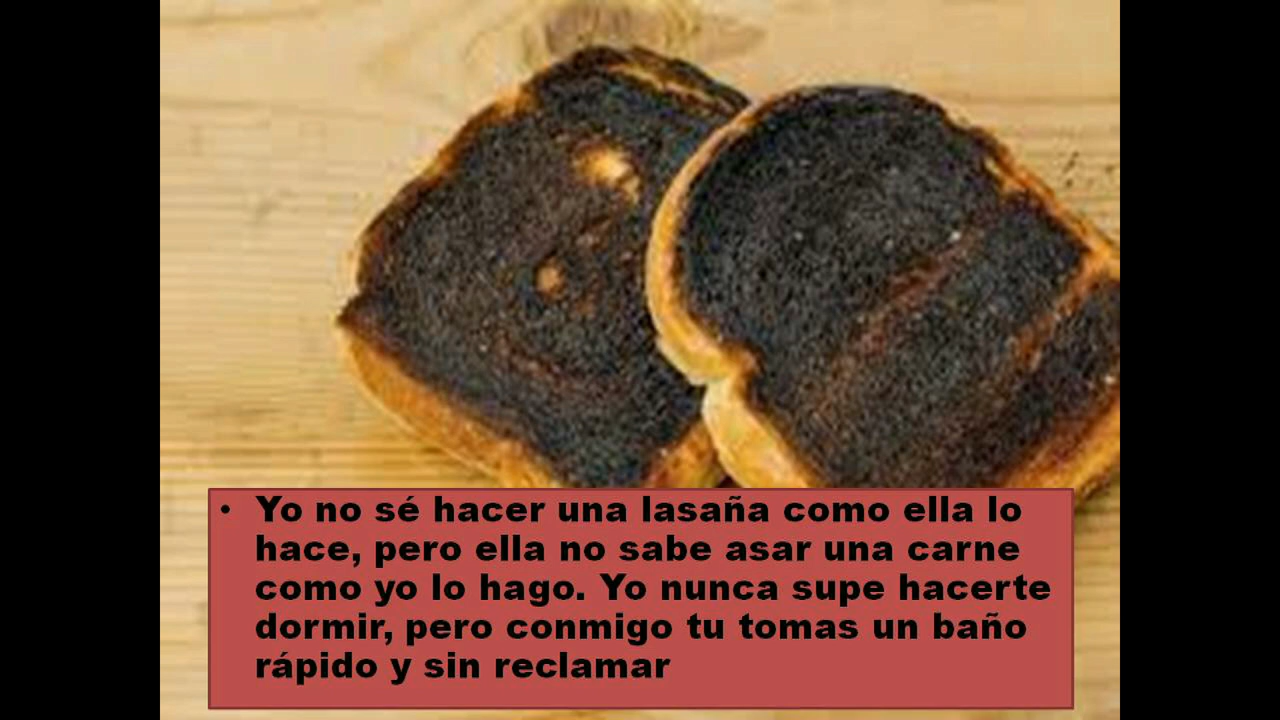 • Yo no sé hacer una lasaña como ella lo
hace, pero ella no sabe asar una carne
como yo lo hago. Yo nunca supe hacerte
dormir, pero conmigo tu tomas un baño
rápido y sin reclamar